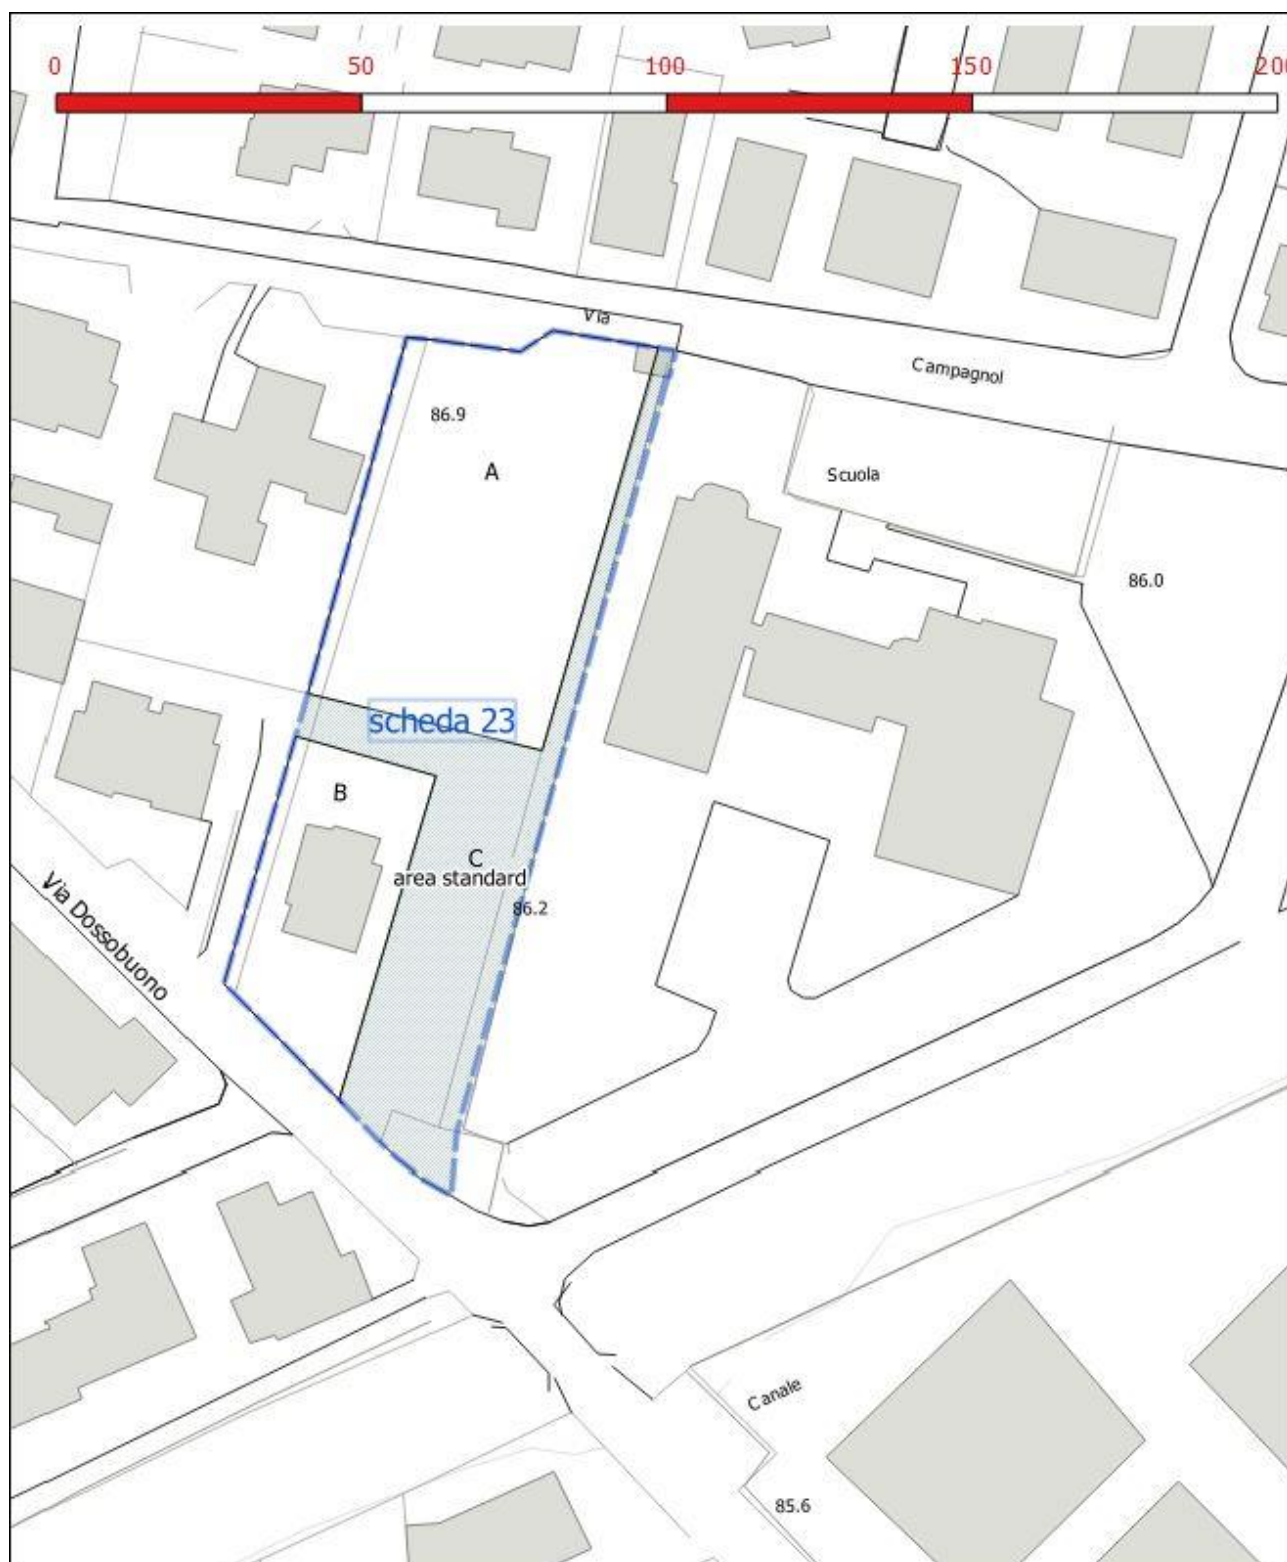 0 50 100 150 200
Via
Campagnol
86.9
A
Scuola
86.0
scheda 23
B
C
area standard
86.2
Via Dossobuono
Canale
85.6